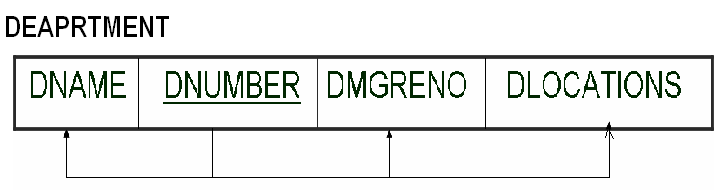 DEAPRTMENT
DNAME DNUMBER DMGRENO DLOCATIONS